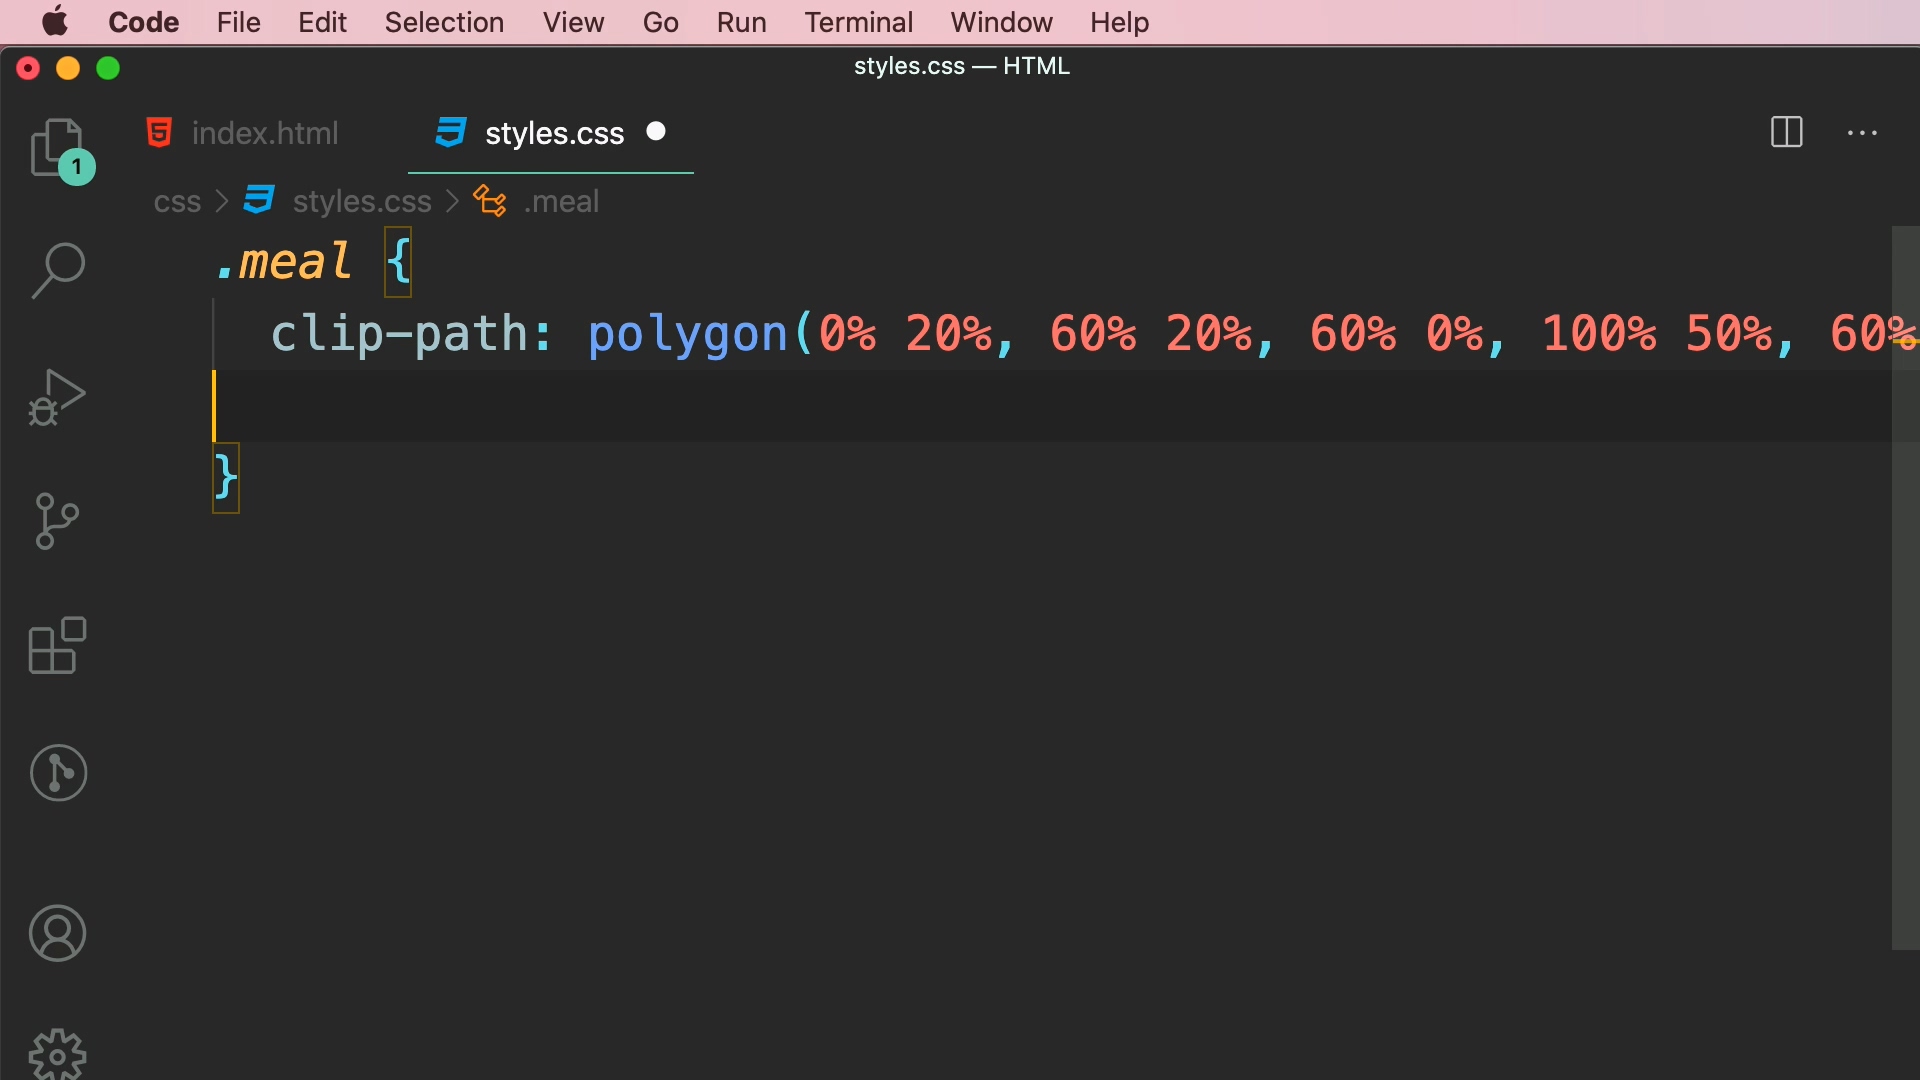 Code File Edit Selection View Go Run Terminal Window Help
styles.css — HTML
index.html styles.css
1
css > styles.css > .meal
.meal {
clip-path: polygon(0% 20%, 60% 20%, 60% 0%, 100% 50%, 60%
}